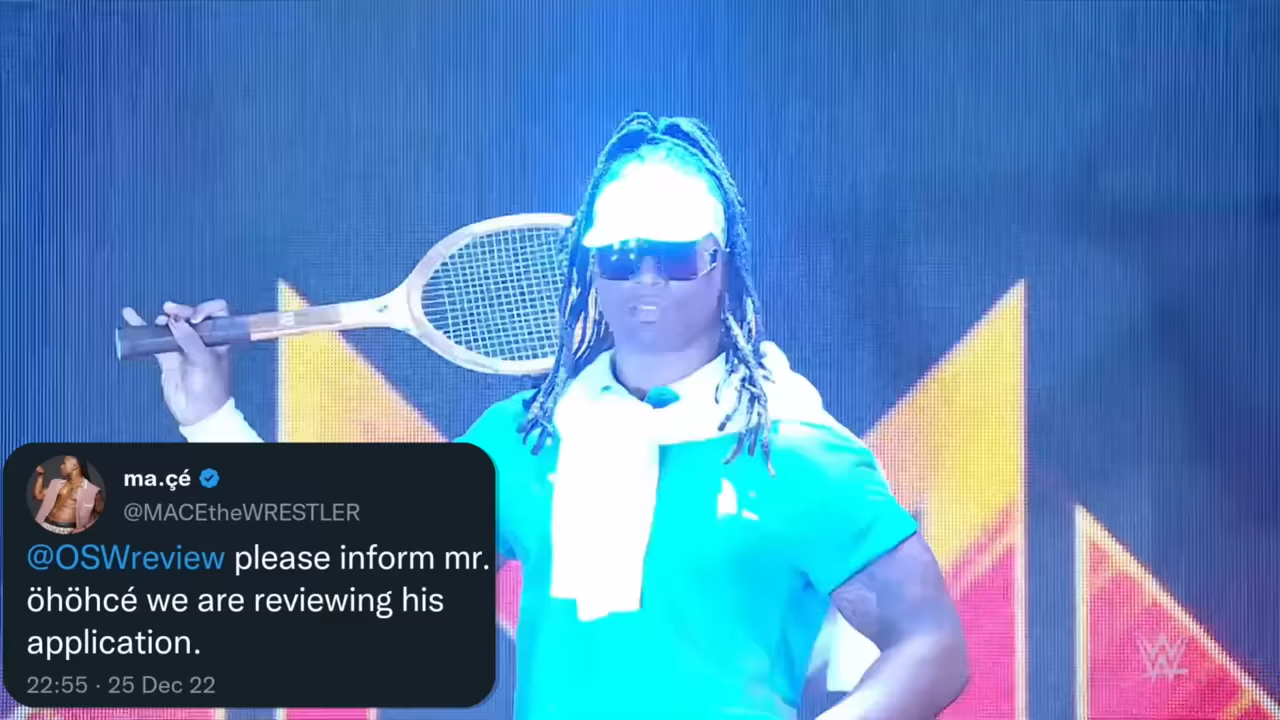 ma.çé
@MACEtheWRESTLER
@OSWreview please inform mr.
öhöhcé we are reviewing his
application.
22:55 · 25 Dec 22
W